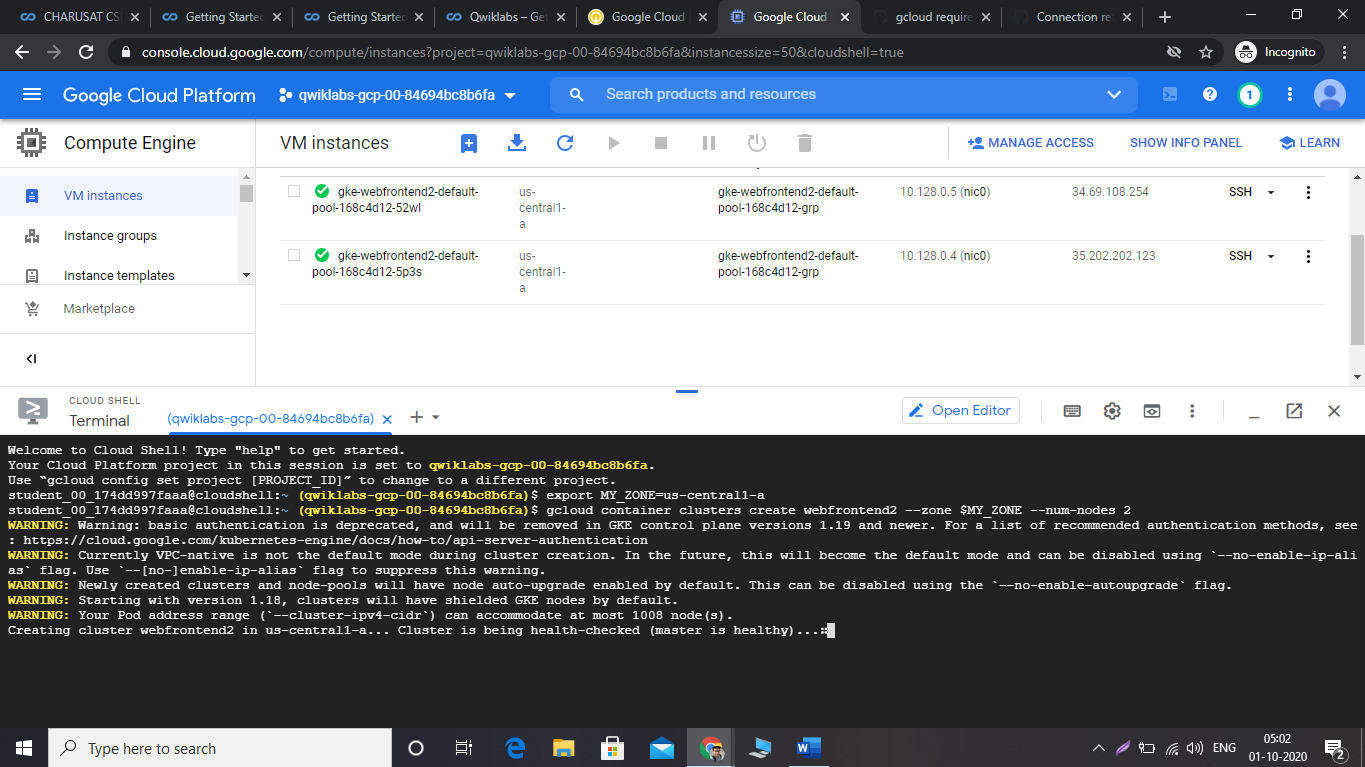 CHARUSAT CS
Getting Started
Getting Started
Qwiklabs – Get
Google Cloud
Google Cloud
gcloud require
Connection re
console.cloud.google.com/compute/instances?project=qwiklabs-gcp-00-84694bc8b6fa&instancessize=50&cloudshell=true
Incognito
Google Cloud Platform
qwiklabs-gcp-00-84694bc8b6fa
Search products and resources
1
Compute Engine
VM instances
MANAGE ACCESS
SHOW INFO PANEL
LEARN
VM instances
Instance groups
Instance templates
Marketplace
gke-webfrontend2-default-
pool-168c4d12-52wl
us-
central1-
a
gke-webfrontend2-default-
pool-168c4d12-grp
10.128.0.5 (nic0)
34.69.108.254
SSH
gke-webfrontend2-default-
pool-168c4d12-5p3s
us-
central1-
a
gke-webfrontend2-default-
pool-168c4d12-grp
10.128.0.4 (nic0)
35.202.202.123
SSH
CLOUD SHELL
Terminal
(qwiklabs-gcp-00-84694bc8b6fa)
Open Editor
Welcome to Cloud Shell! Type "help" to get started.
Your Cloud Platform project in this session is set to qwiklabs-gcp-00-84694bc8b6fa.
Use “gcloud config set project [PROJECT_ID]” to change to a different project.
student_00_174dd997faaa@cloudshell:~ (qwiklabs-gcp-00-84694bc8b6fa)$ export MY_ZONE=us-central1-a
student_00_174dd997faaa@cloudshell:~ (qwiklabs-gcp-00-84694bc8b6fa)$ gcloud container clusters create webfrontend2 --zone $MY_ZONE --num-nodes 2
WARNING: Warning: basic authentication is deprecated, and will be removed in GKE control plane versions 1.19 and newer. For a list of recommended authentication methods, see
: https://cloud.google.com/kubernetes-engine/docs/how-to/api-server-authentication
WARNING: Currently VPC-native is not the default mode during cluster creation. In the future, this will become the default mode and can be disabled using `--no-enable-ip-ali
as` flag. Use `--[no-]enable-ip-alias` flag to suppress this warning.
WARNING: Newly created clusters and node-pools will have node auto-upgrade enabled by default. This can be disabled using the `--no-enable-autoupgrade` flag.
WARNING: Starting with version 1.18, clusters will have shielded GKE nodes by default.
WARNING: Your Pod address range (`--cluster-ipv4-cidr`) can accommodate at most 1008 node(s).
Creating cluster webfrontend2 in us-central1-a... Cluster is being health-checked (master is healthy)...
Type here to search
ENG
05:02
01-10-2020
2